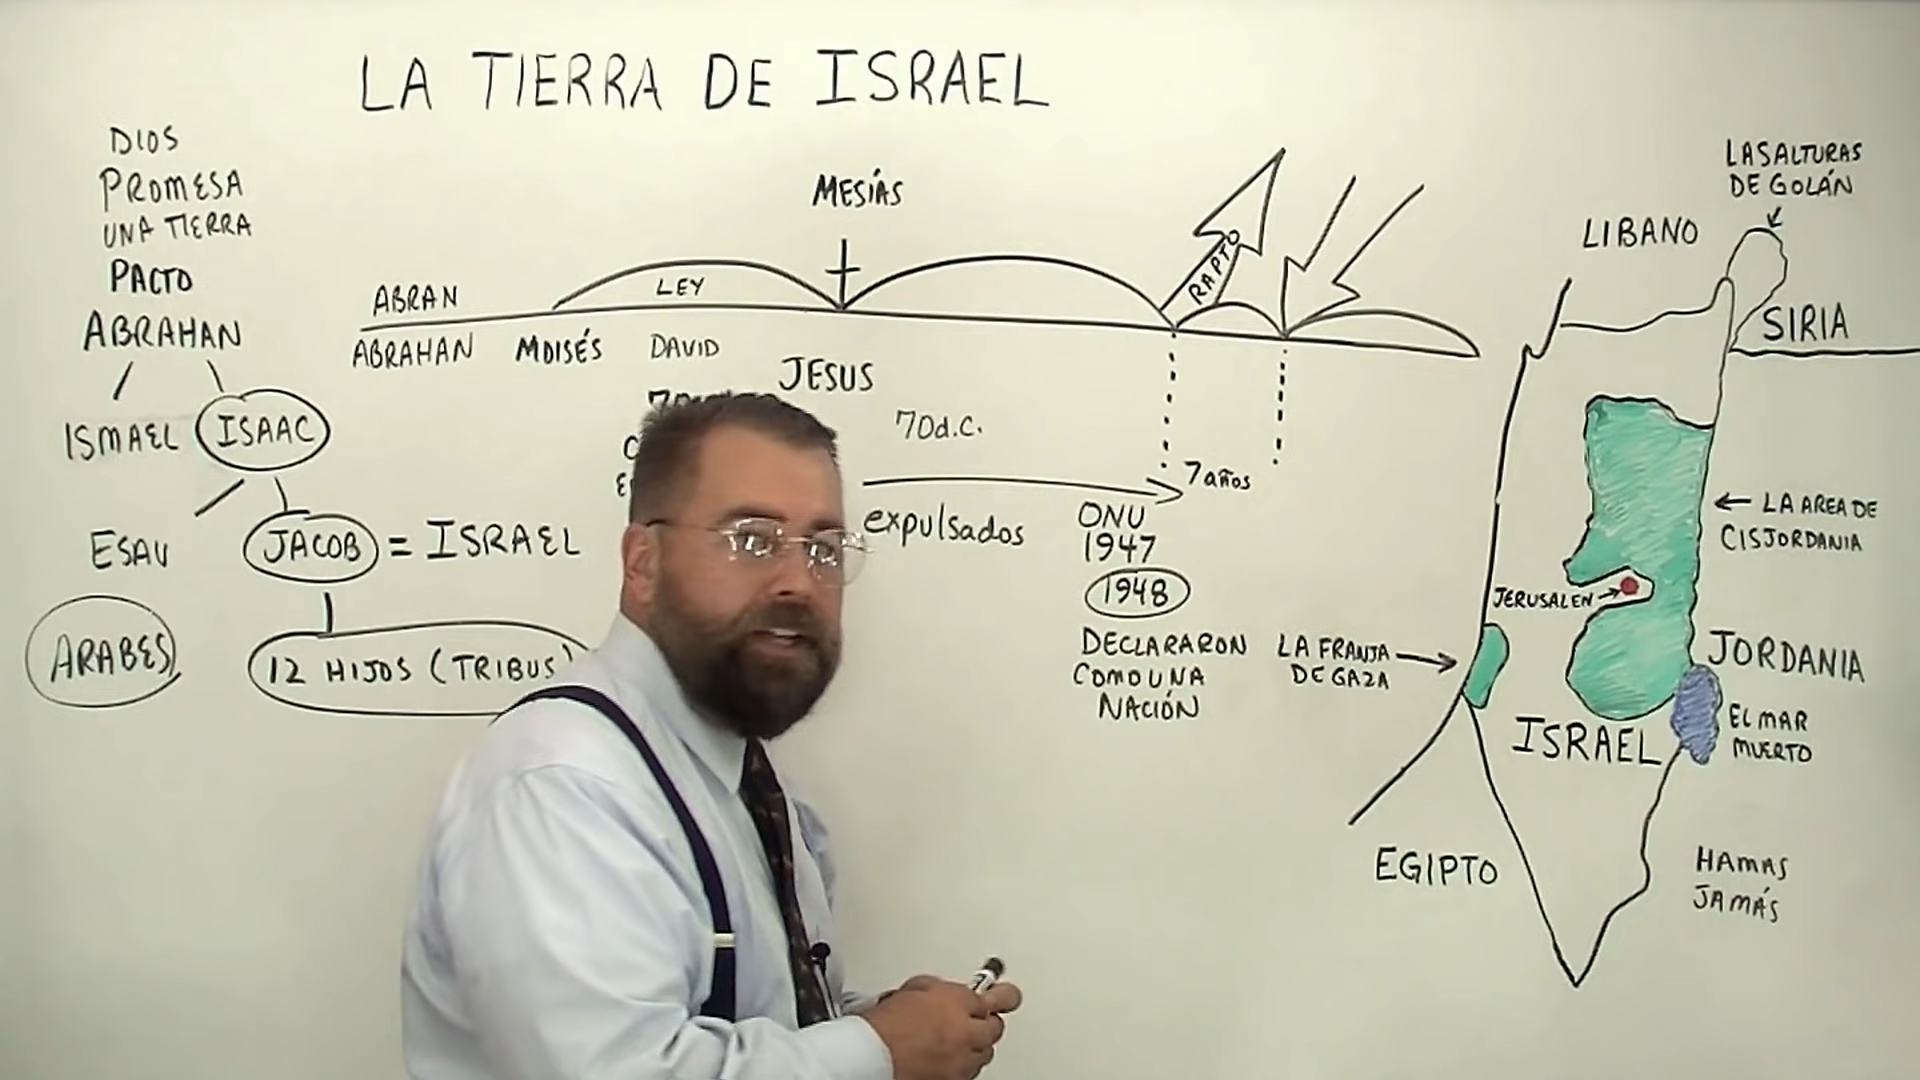 LA TIERRA DE ISRAEL
DIOS
PROMESA
UNA TIERRA
PACTO
ABRAHAN
ISMAEL ISAAC
ESAU JACOB = ISRAEL
ARABES 12 HIJOS (TRIBUS)
MESÍAS
ABRAN LEY
ABRAHAN MOISÉS DAVID
JESUS
RAPTO
70 d.C.
7 años
expulsados
ONU
1947
1948
DECLARARON
COMO UNA
NACIÓN
LAS ALTURAS
DE GOLÁN
LIBANO
SIRIA
LA AREA DE
CISJORDANIA
JERUSALEN
LA FRANJA
DE GAZA
JORDANIA
EL MAR
MUERTO
ISRAEL
EGIPTO
HAMAS
JAMÁS